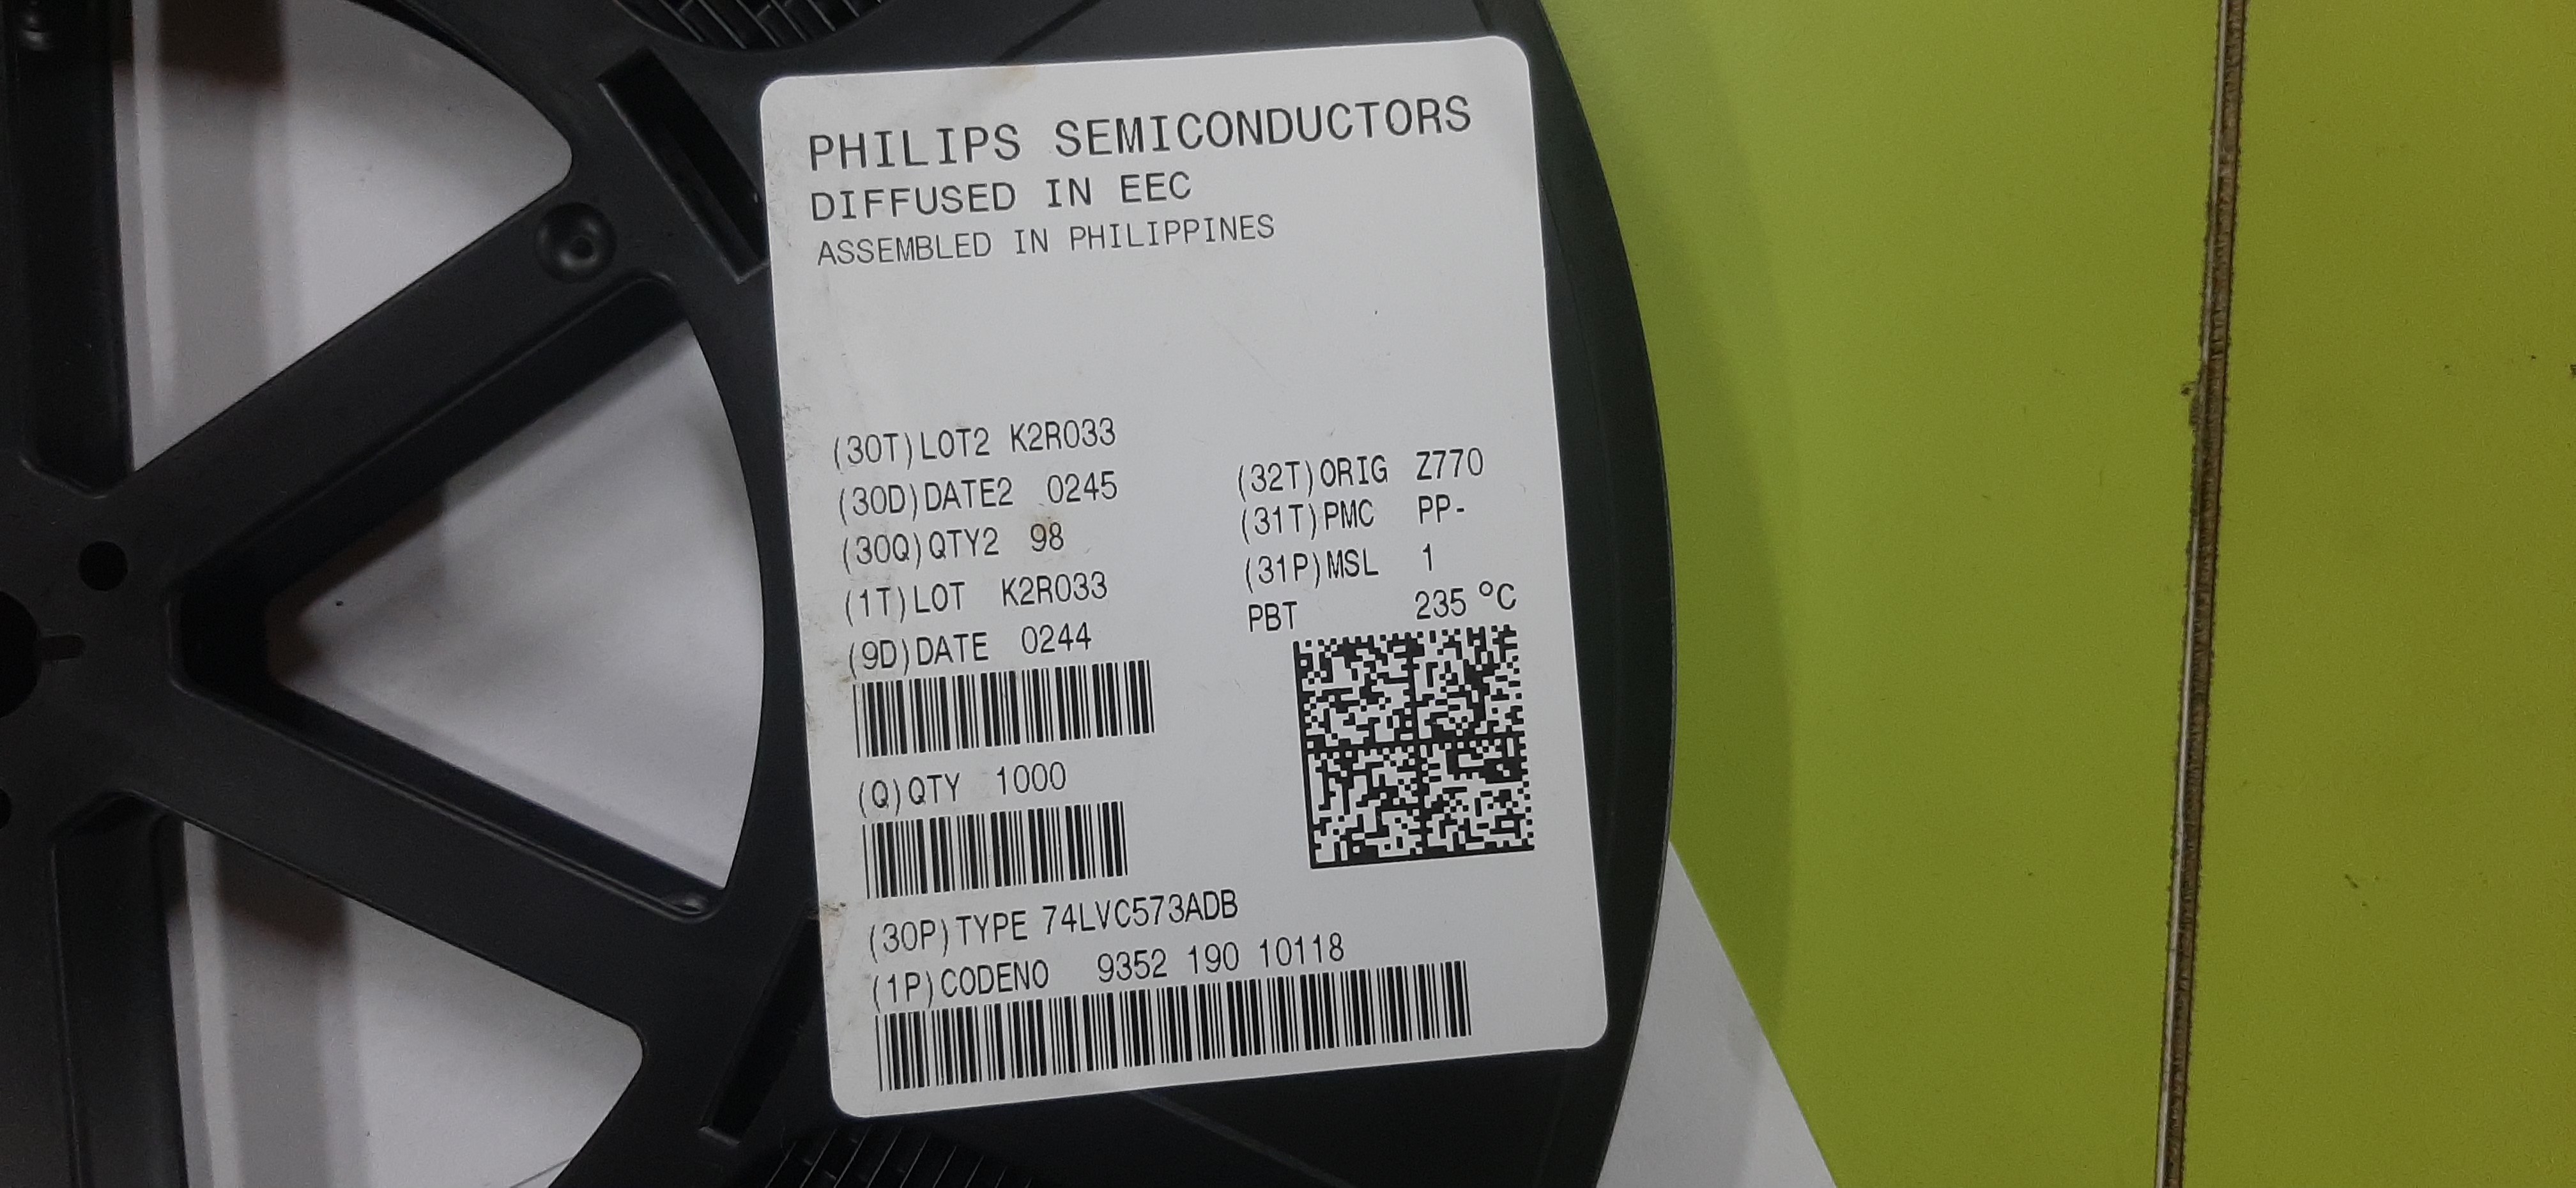 PHILIPS SEMICONDUCTORS
DIFFUSED IN EEC
ASSEMBLED IN PHILIPPINES
(30T)LOT2 K2R033
(30D)DATE2 0245
(30Q)QTY2 98
(1T)LOT K2R033
(9D)DATE 0244
(32T)ORIG Z770
(31T)PMC PP-
(31P)MSL 1
PBT 235 °C
(Q)QTY 1000
(30P)TYPE 74LVC573ADB
(1P)CODENO 9352 190 10118